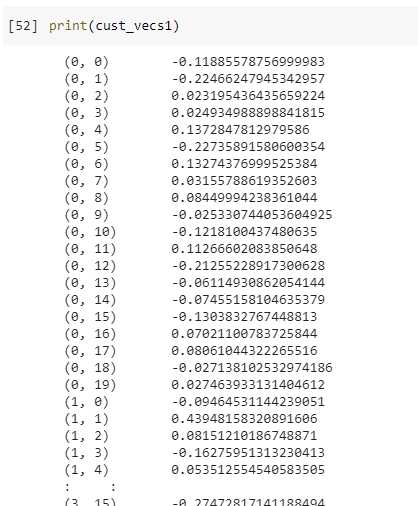 [52] print(cust_vecs1)
(0, 0) -0.11885578756999983
(0, 1) -0.22466247945342957
(0, 2) 0.023195436435659224
(0, 3) 0.024934988898841815
(0, 4) 0.1372847812979586
(0, 5) -0.22735891580600354
(0, 6) 0.13274376999525384
(0, 7) 0.03155788619352603
(0, 8) 0.08449994238361044
(0, 9) -0.025330744053604925
(0, 10) -0.1218100437480635
(0, 11) 0.11266602083850648
(0, 12) -0.21255228917300628
(0, 13) -0.06114930862054144
(0, 14) -0.07455158104635379
(0, 15) -0.1303832767448813
(0, 16) 0.07021100783725844
(0, 17) 0.08061044322265516
(0, 18) -0.027138102532974186
(0, 19) 0.027463933131404612
(1, 0) -0.09464531144239051
(1, 1) 0.43948158320891606
(1, 2) 0.08151210186748871
(1, 3) -0.16275951313230413
(1, 4) 0.053512554540583505
: :
(3, 15) -0.27472817141188494